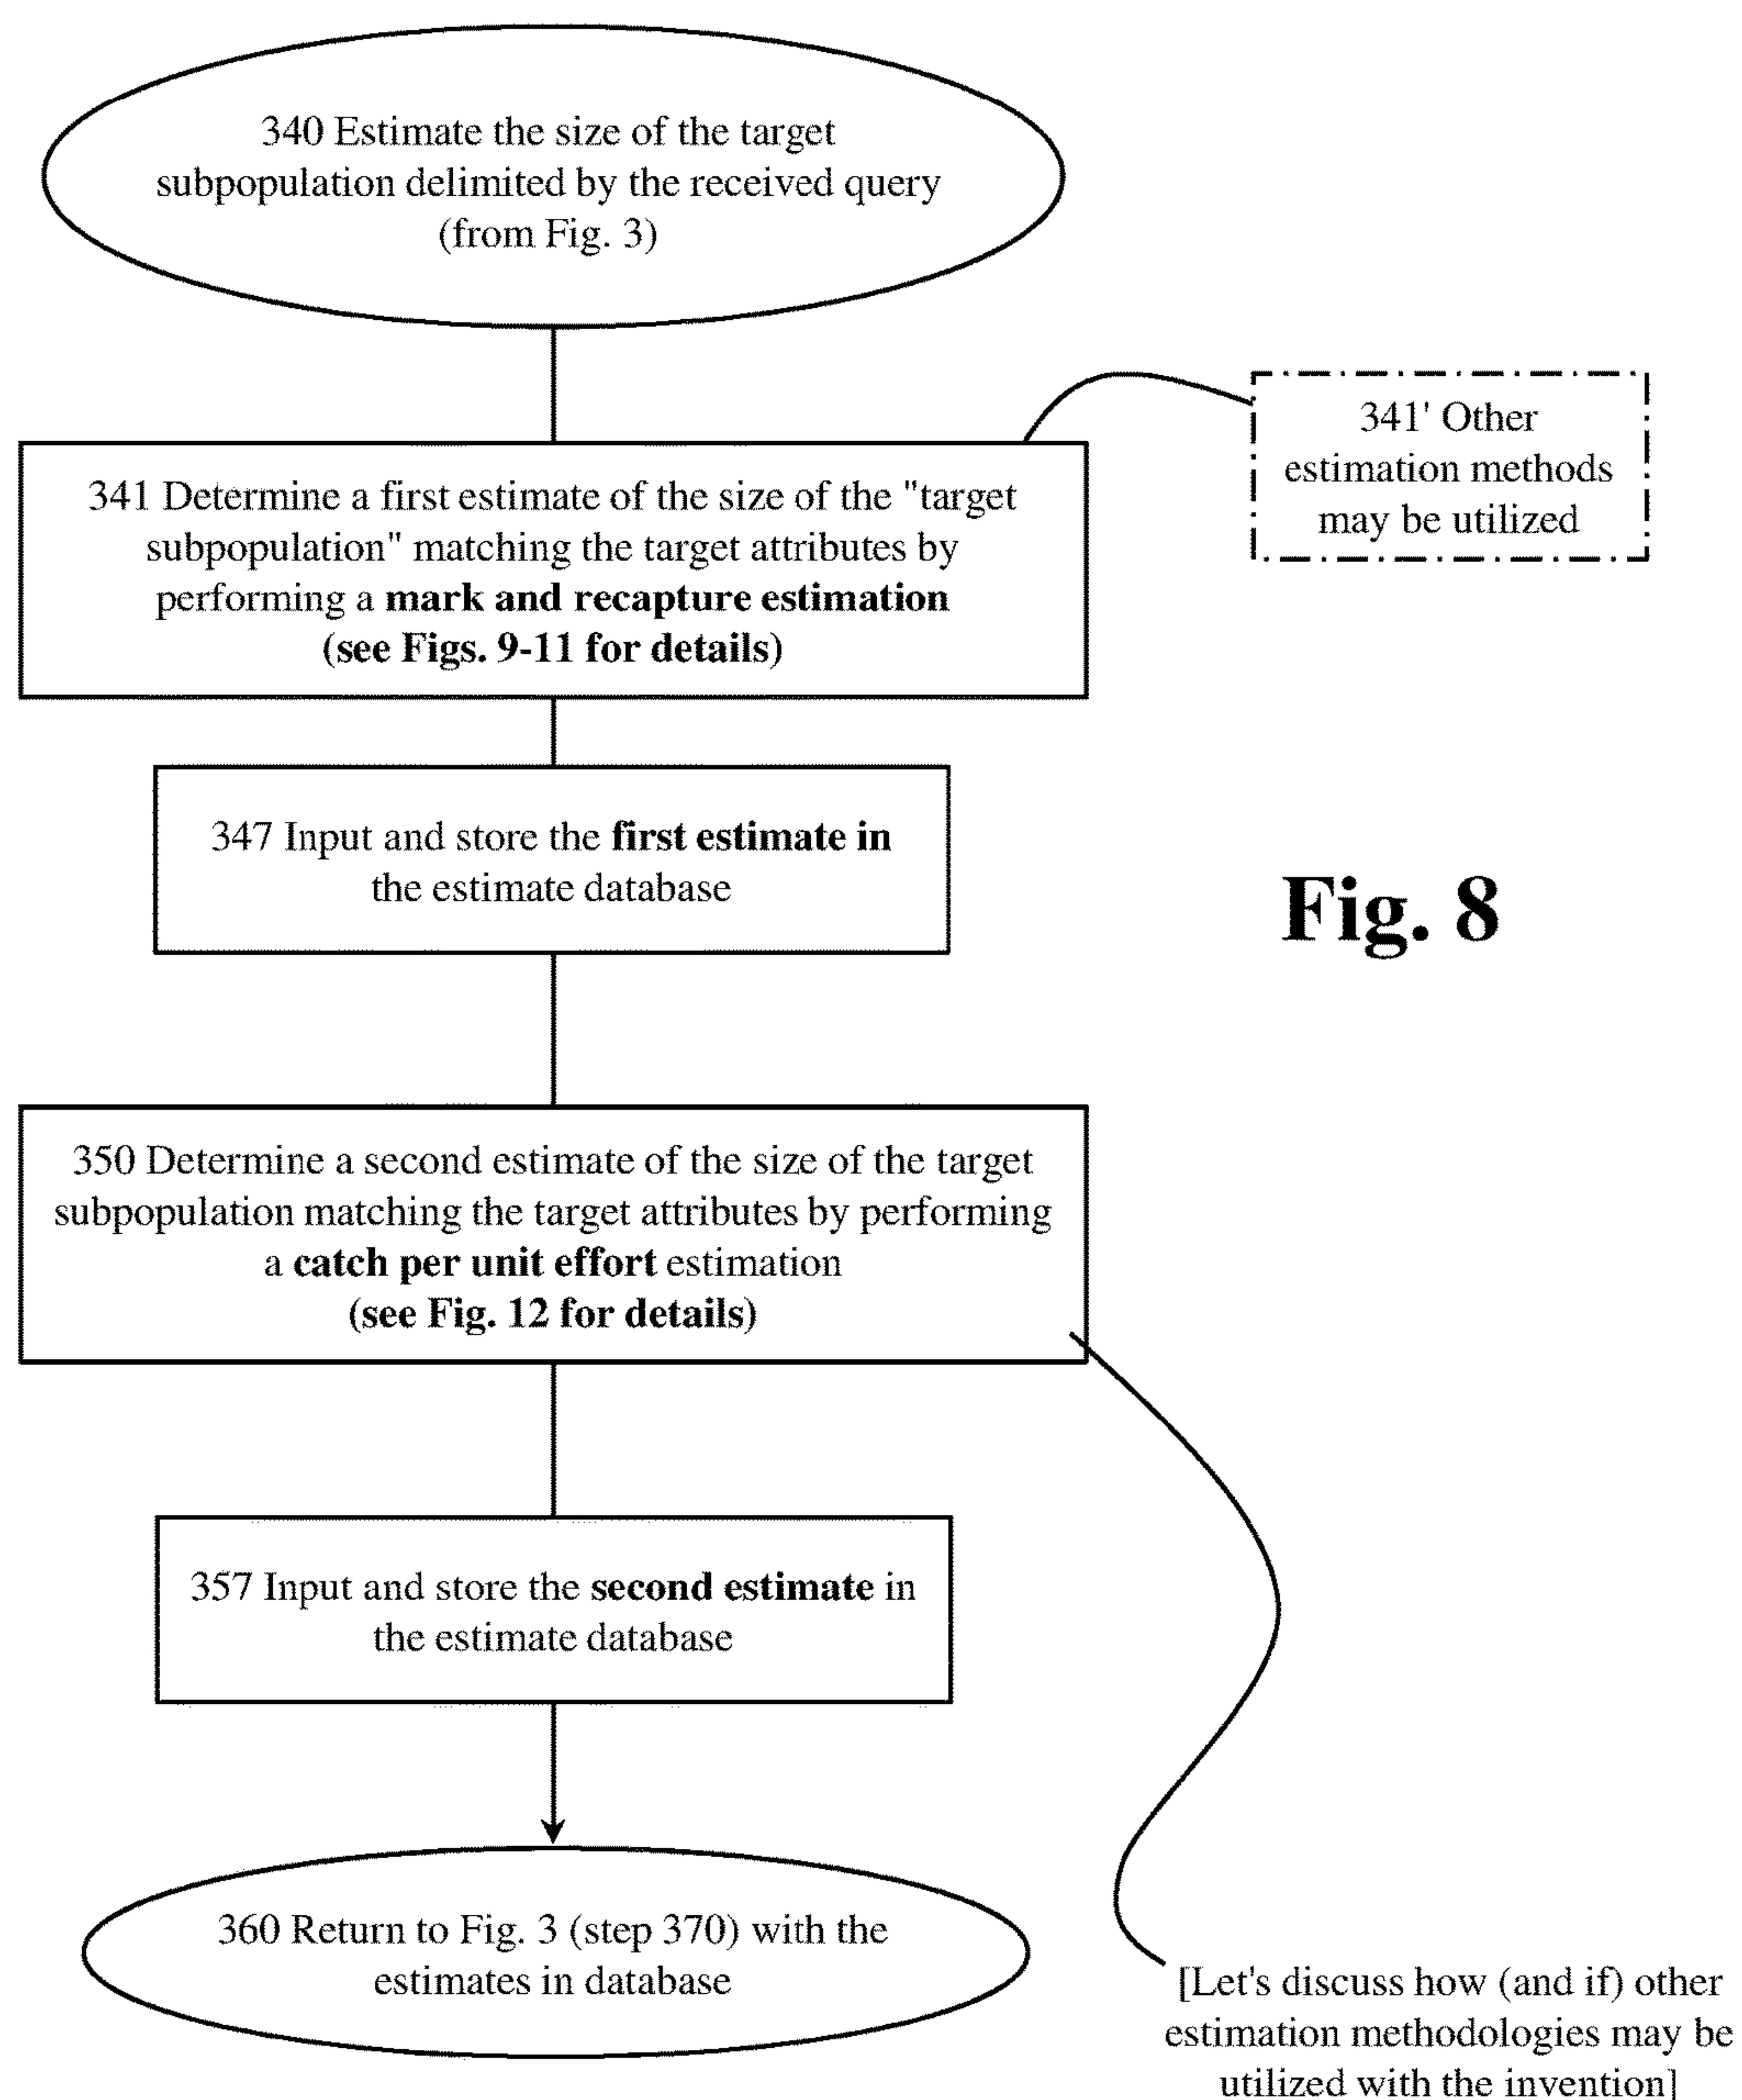 340 Estimate the size of the target
subpopulation delimited by the received query
(from Fig. 3)
341' Other
estimation methods
may be utilized
341 Determine a first estimate of the size of the "target
subpopulation" matching the target attributes by
performing a mark and recapture estimation
(see Figs. 9-11 for details)
347 Input and store the first estimate in
the estimate database
Fig. 8
350 Determine a second estimate of the size of the target
subpopulation matching the target attributes by performing
a catch per unit effort estimation
(see Fig. 12 for details)
357 Input and store the second estimate in
the estimate database
360 Return to Fig. 3 (step 370) with the
estimates in database
[Let's discuss how (and if) other
estimation methodologies may be
utilized with the invention]